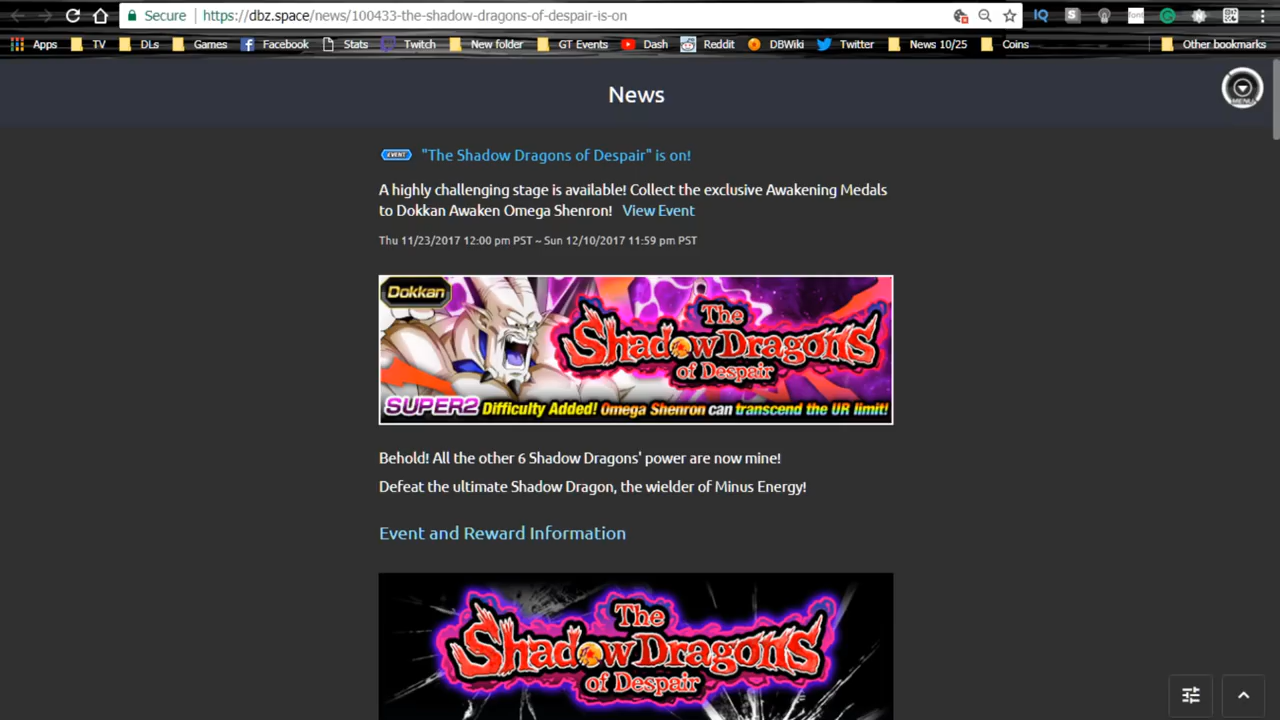 Secure https://dbz.space/news/100433-the-shadow-dragons-of-despair-is-on
IQ S font
Apps TV DLs Games Facebook Stats Twitch New folder GT Events Dash Reddit DBWiki Twitter News 10/25 Coins Other bookmarks
News
MENU
EVENT "The Shadow Dragons of Despair" is on!
A highly challenging stage is available! Collect the exclusive Awakening Medals
to Dokkan Awaken Omega Shenron! View Event
Thu 11/23/2017 12:00 pm PST ~ Sun 12/10/2017 11:59 pm PST
Dokkan
The
Shadow Dragons
of Despair
SUPER2 Difficulty Added! Omega Shenron can transcend the UR limit!
Behold! All the other 6 Shadow Dragons' power are now mine!
Defeat the ultimate Shadow Dragon, the wielder of Minus Energy!
Event and Reward Information
The
Shadow Dragons
of Despair